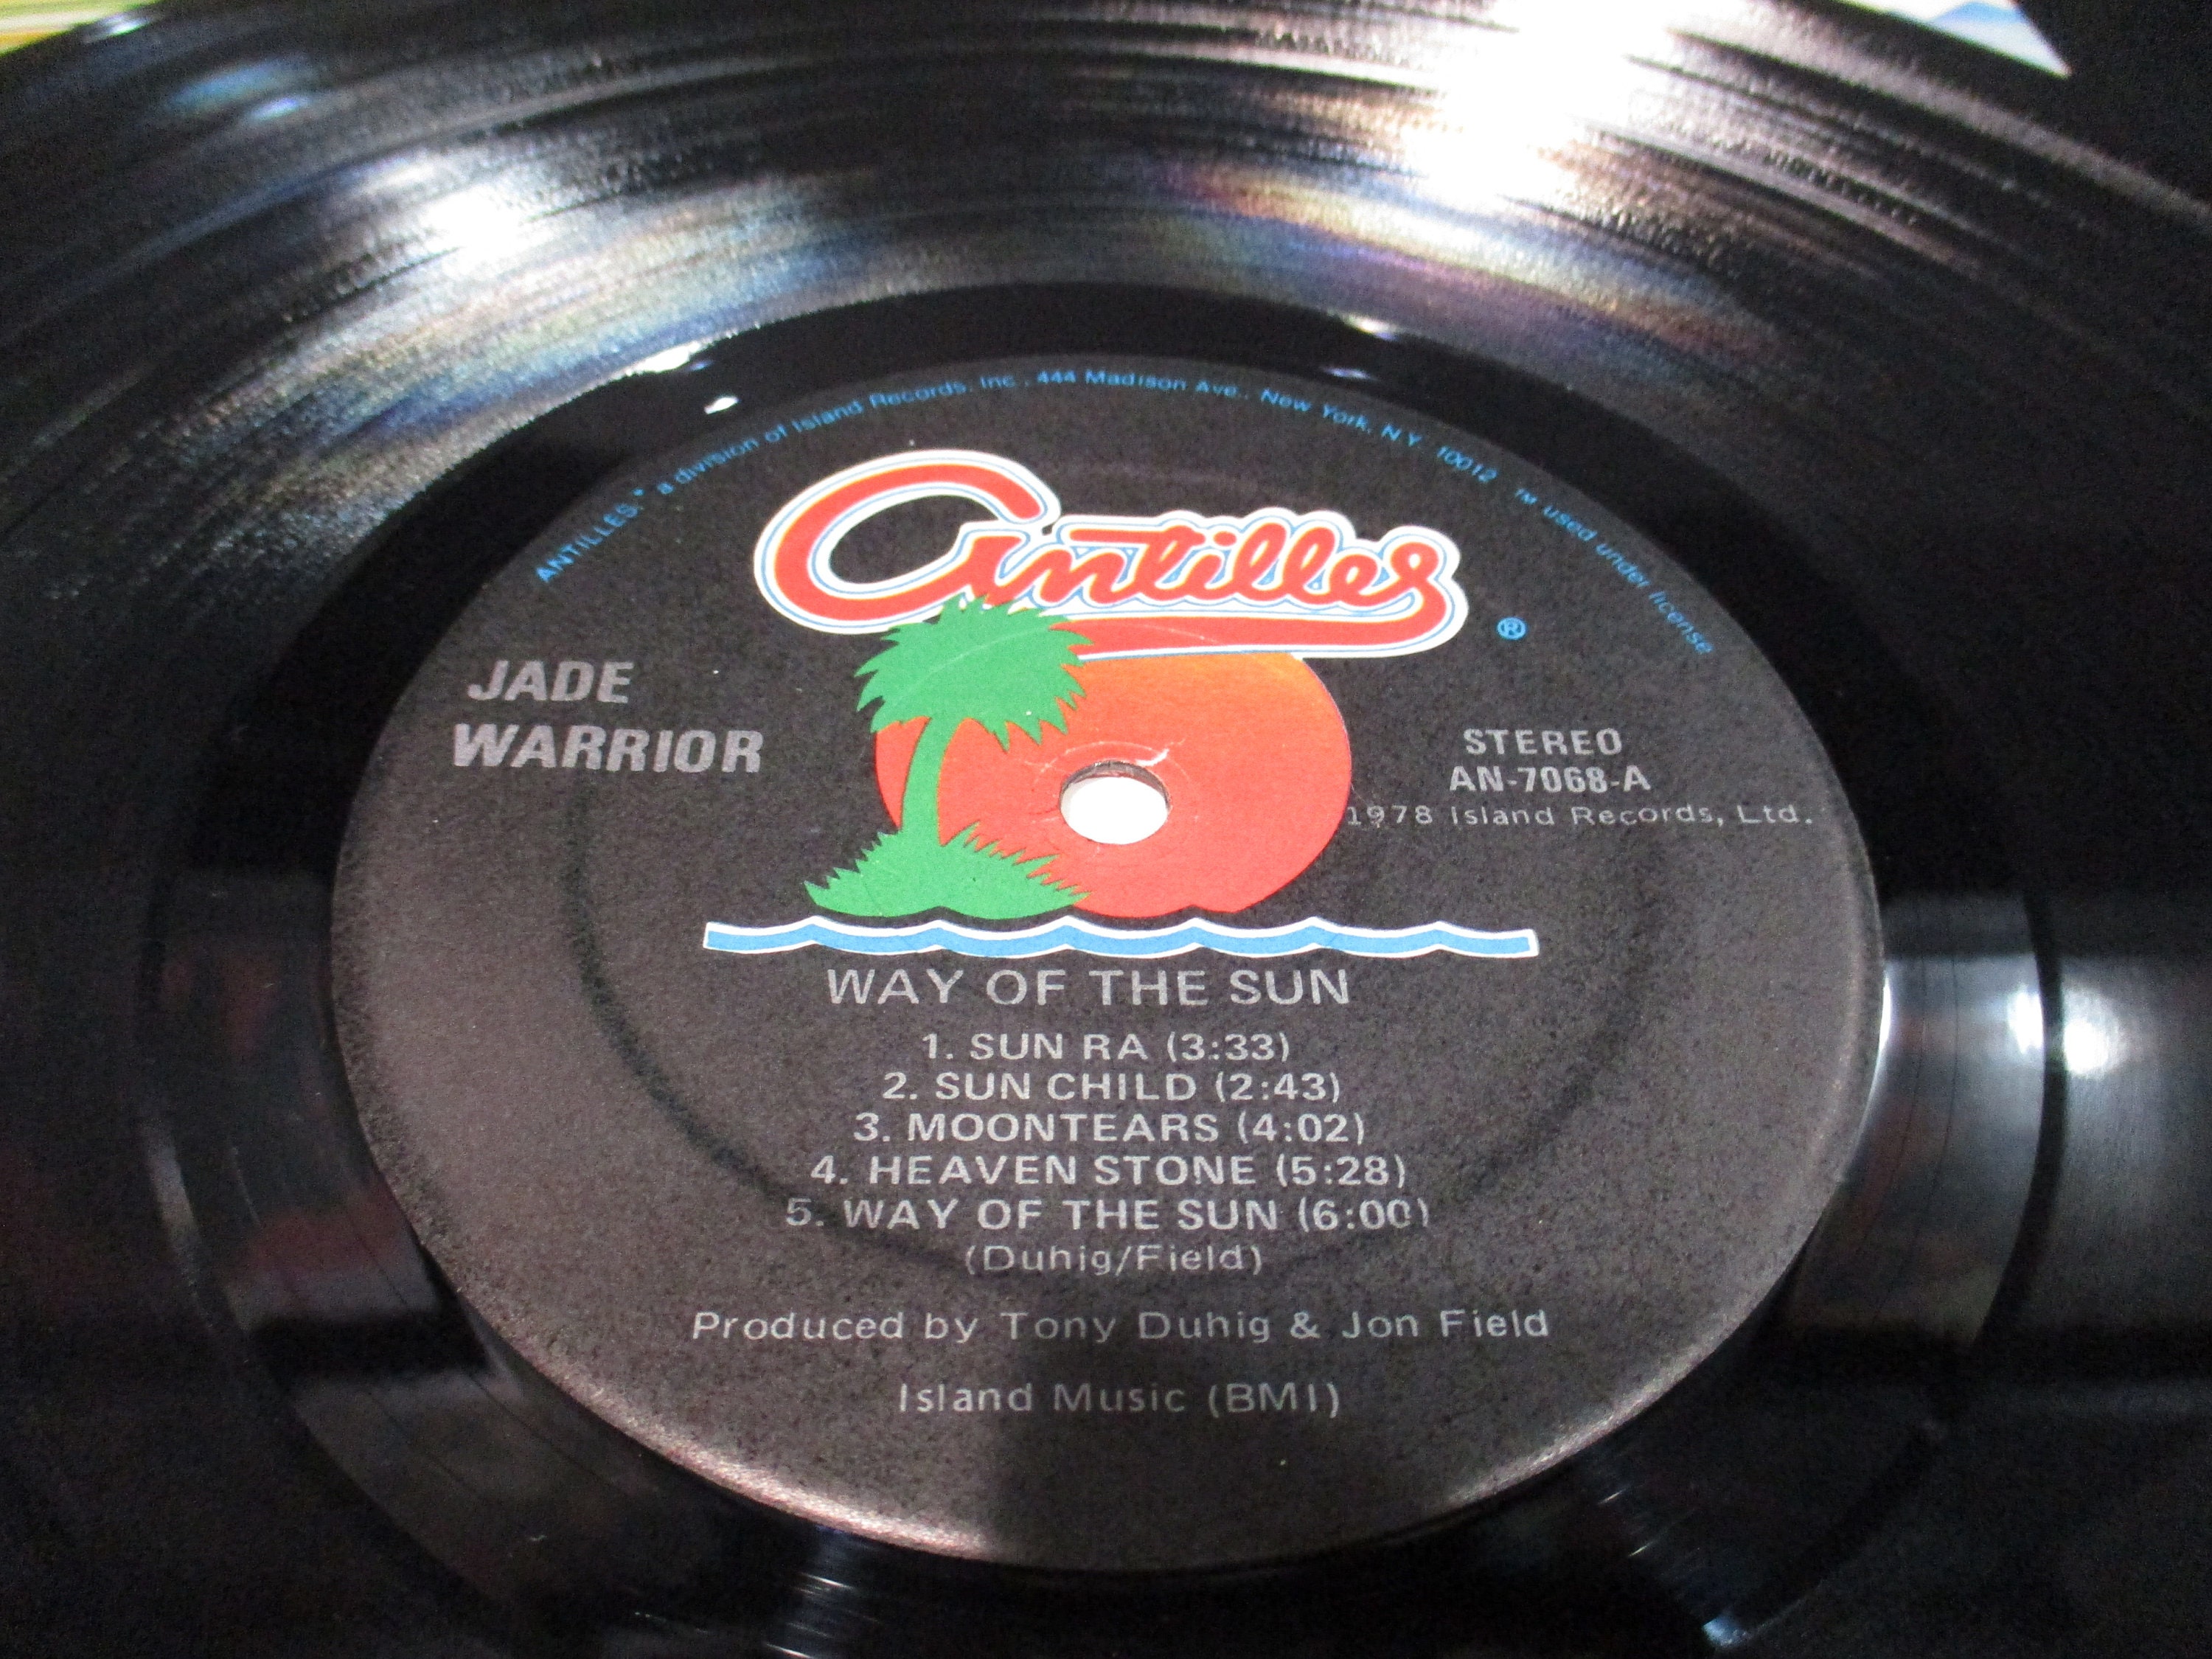 ANTILLES,™ a division of Island Records, Inc., 444 Madison Ave., New York, N.Y. 10012 ™ used under license
Antilles ®
JADE
WARRIOR
STEREO
AN-7068-A
1978 Island Records, Ltd.
WAY OF THE SUN
1. SUN RA (3:33)
2. SUN CHILD (2:43)
3. MOONTEARS (4:02)
4. HEAVEN STONE (5:28)
5. WAY OF THE SUN (6:00)
(Duhig/Field)
Produced by Tony Duhig & Jon Field
Island Music (BMI)